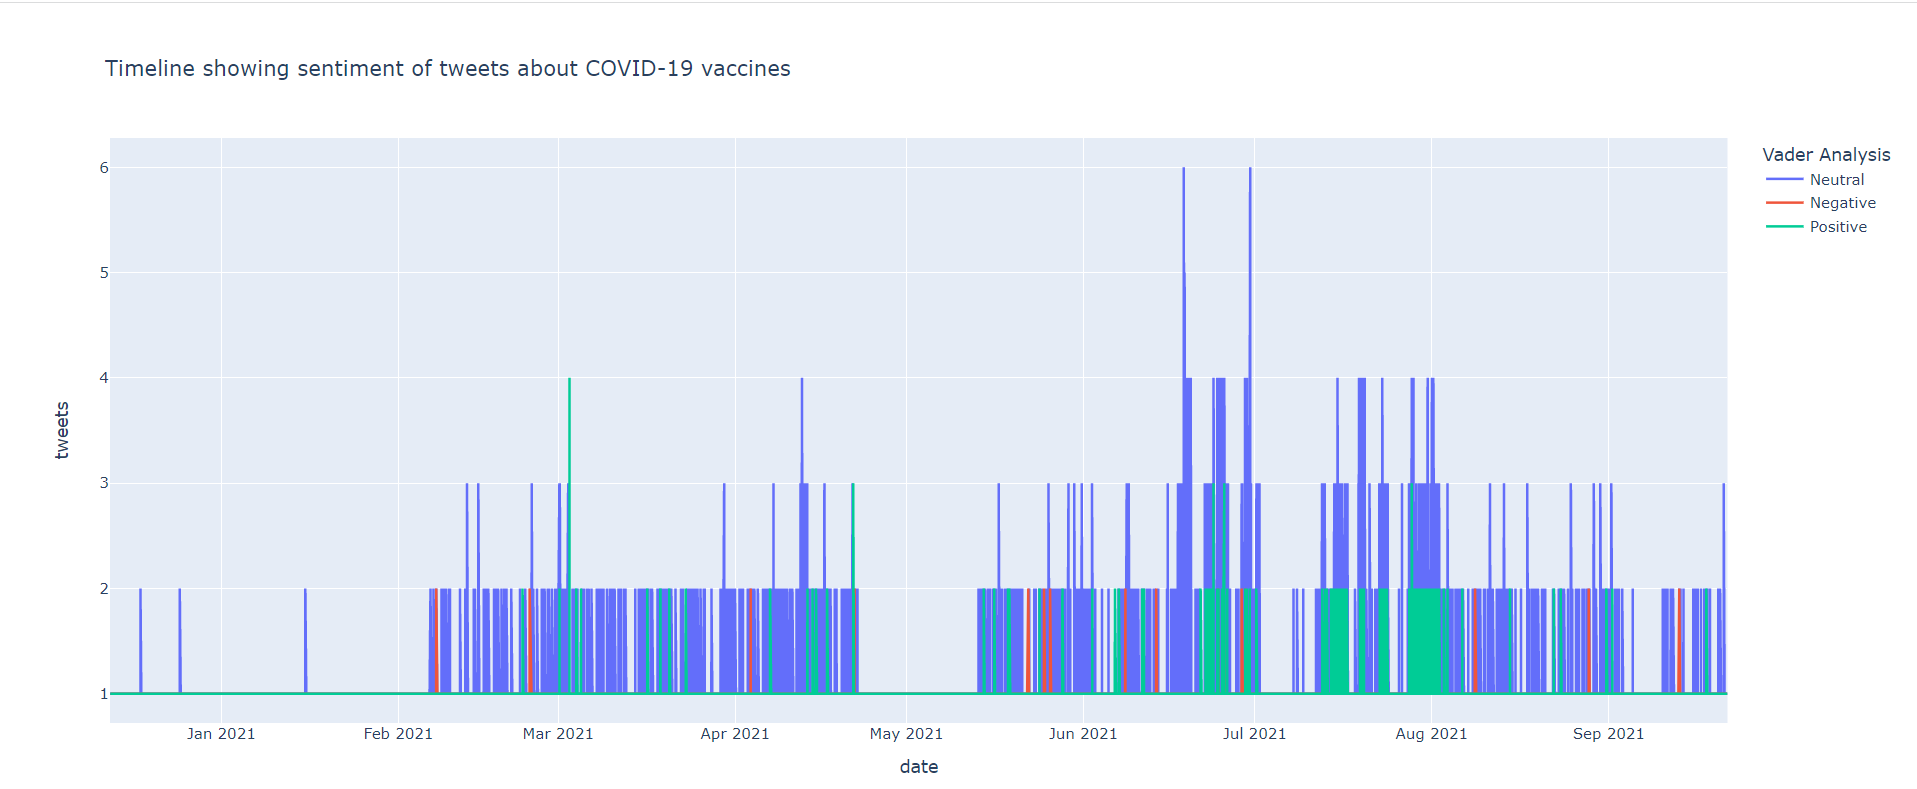 Timeline showing sentiment of tweets about COVID-19 vaccines
Vader Analysis
Neutral
Negative
Positive
6
5
4
3
2
1
tweets
Jan 2021 Feb 2021 Mar 2021 Apr 2021 May 2021 Jun 2021 Jul 2021 Aug 2021 Sep 2021
date